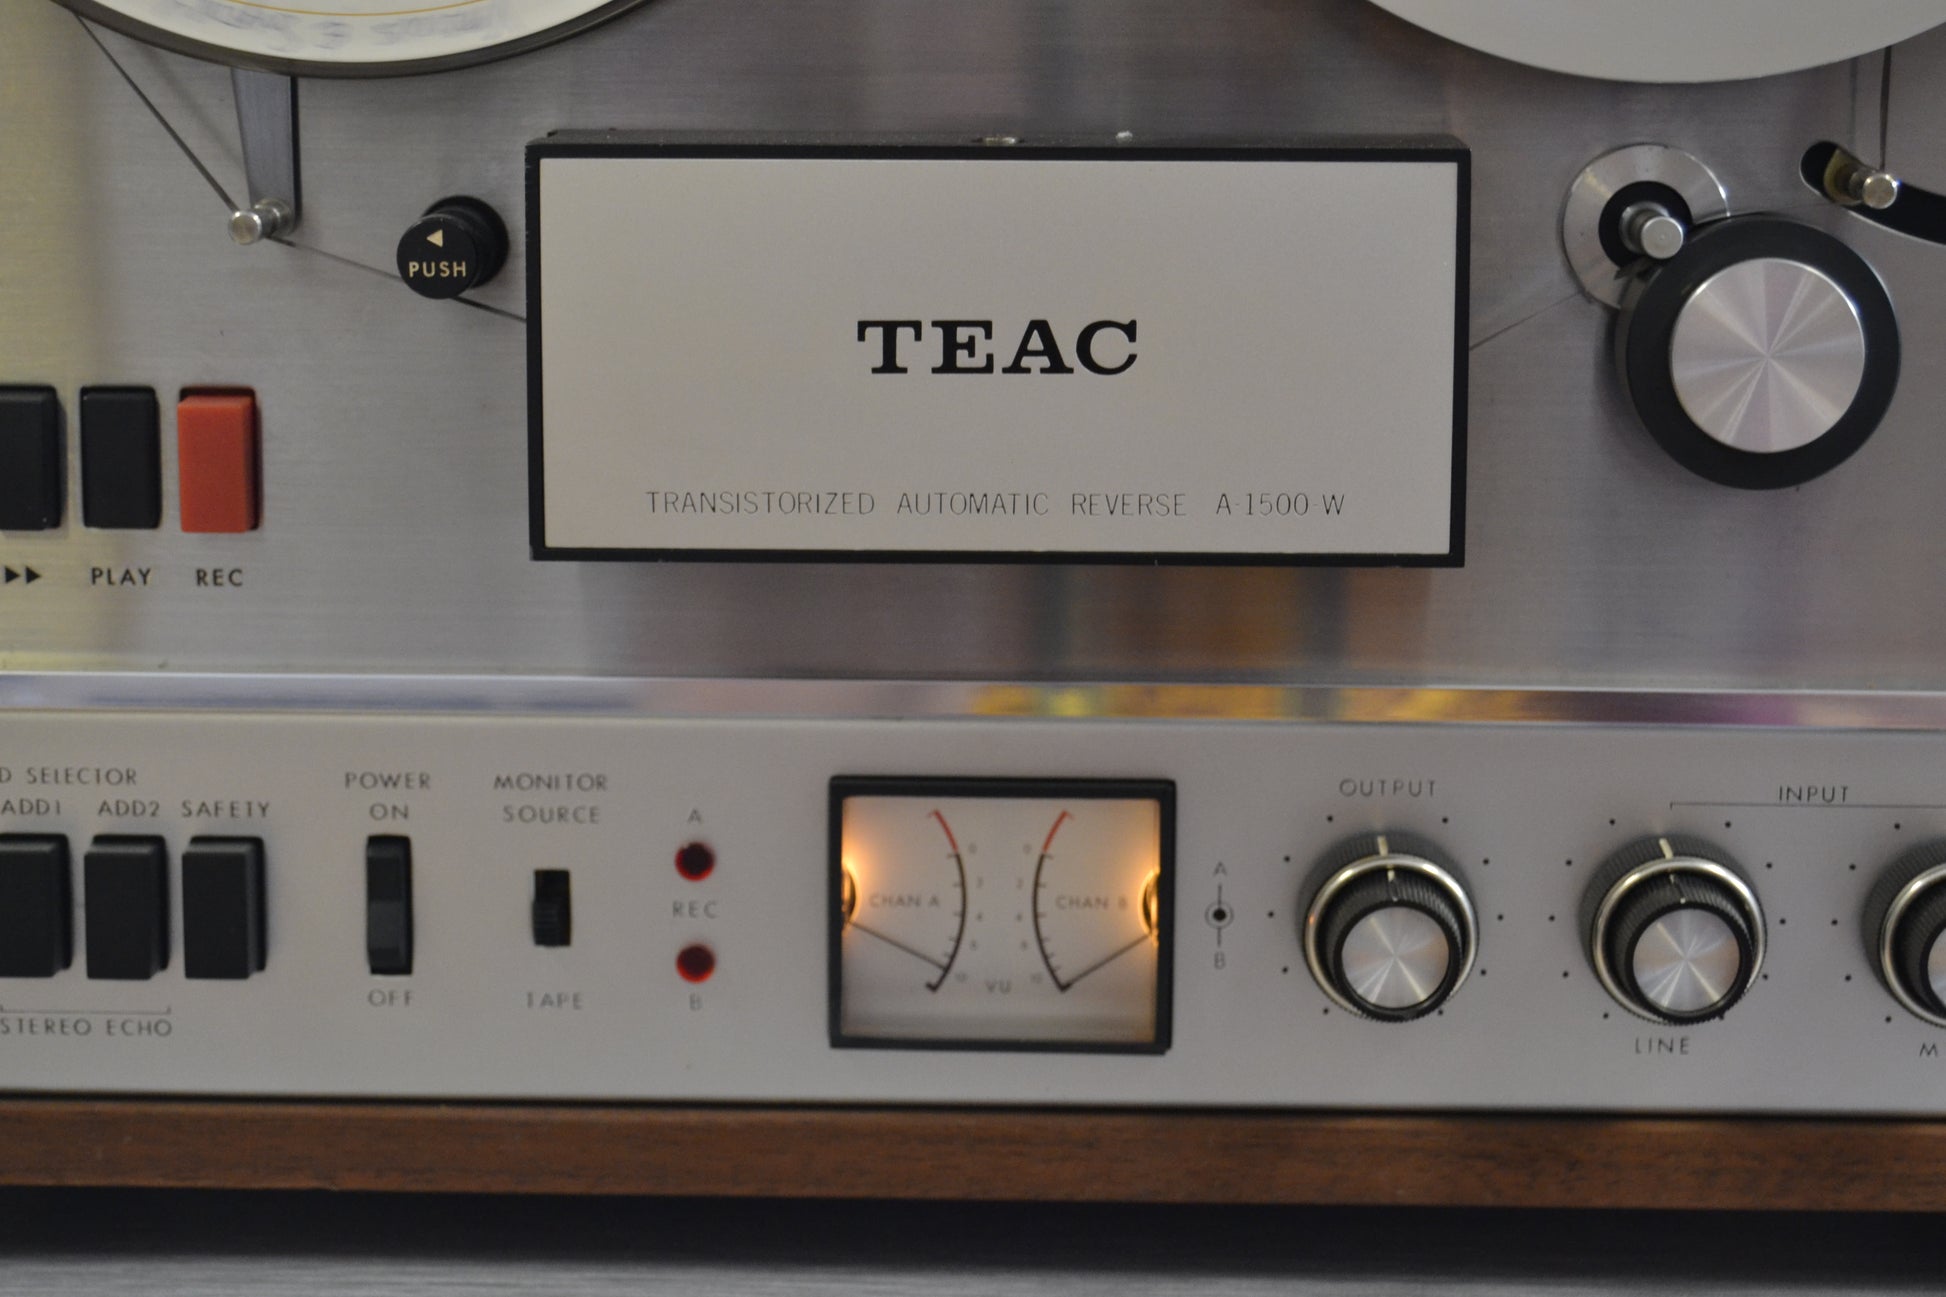 ◄
PUSH
TEAC
TRANSISTORIZED AUTOMATIC REVERSE A-1500-W
►► PLAY REC
D SELECTOR
ADD1 ADD2 SAFETY
STEREO ECHO
POWER
ON
OFF
MONITOR
SOURCE
TAPE
A
REC
B
CHAN A
CHAN B
VU
A
B
OUTPUT
INPUT
LINE
M